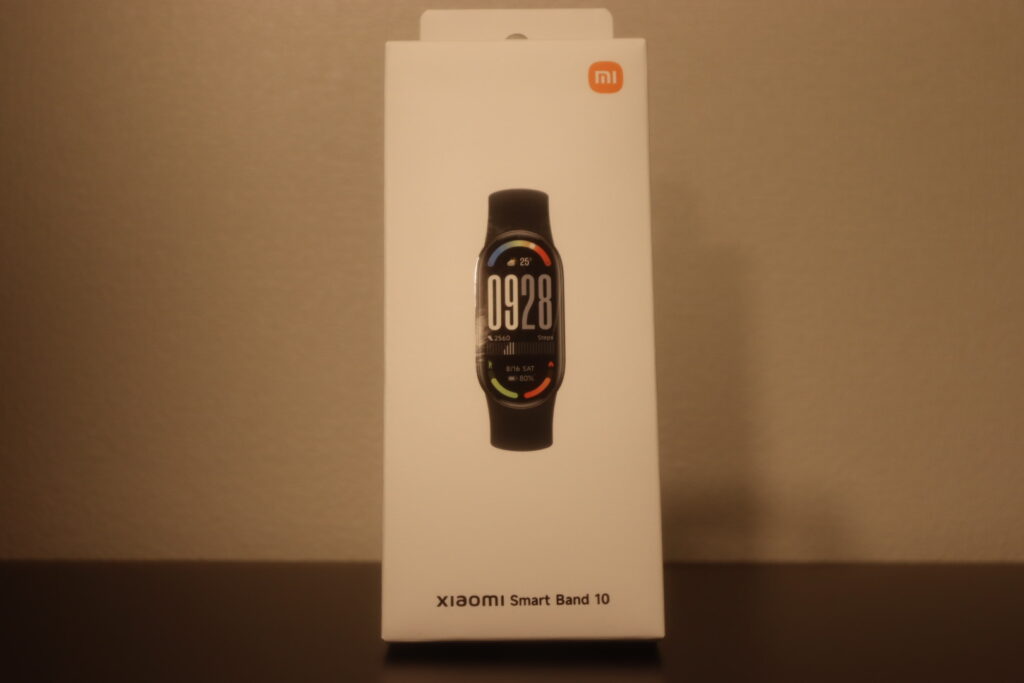 mi
25°
0928
2560 Steps
8/16 SAT
80%
xiaomi Smart Band 10